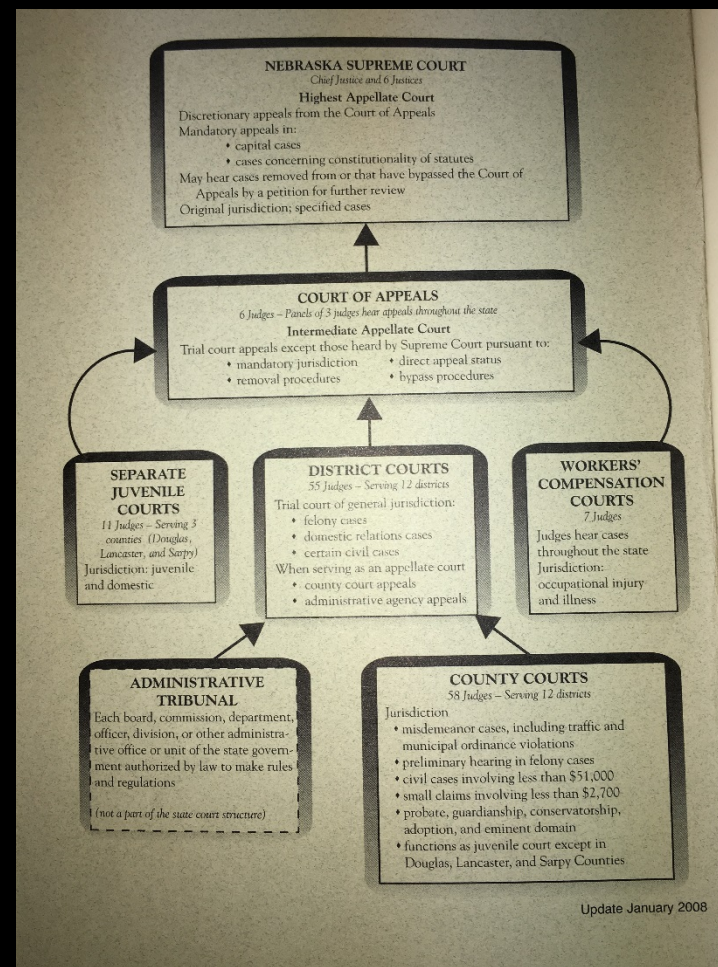 NEBRASKA SUPREME COURT
Chief Justice and 6 Justices
Highest Appellate Court
Discretionary appeals from the Court of Appeals
Mandatory appeals in:
• capital cases
• cases concerning constitutionality of statutes
May hear cases removed from or that have bypassed the Court of
Appeals by a petition for further review
Original jurisdiction; specified cases
COURT OF APPEALS
6 Judges – Panels of 3 judges hear appeals throughout the state
Intermediate Appellate Court
Trial court appeals except those heard by Supreme Court pursuant to:
• mandatory jurisdiction • direct appeal status
• removal procedures • bypass procedures
SEPARATE
JUVENILE
COURTS
11 Judges – Serving 3
counties (Douglas,
Lancaster, and Sarpy)
Jurisdiction: juvenile
and domestic
DISTRICT COURTS
55 Judges – Serving 12 districts
Trial court of general jurisdiction:
• felony cases
• domestic relations cases
• certain civil cases
When serving as an appellate court
• county court appeals
• administrative agency appeals
WORKERS'
COMPENSATION
COURTS
7 Judges
Judges hear cases
throughout the state
Jurisdiction:
occupational injury
and illness
ADMINISTRATIVE
TRIBUNAL
Each board, commission, department,
officer, division, or other administra-
tive office or unit of the state govern-
ment authorized by law to make rules
and regulations
(not a part of the state court structure)
COUNTY COURTS
58 Judges – Serving 12 districts
Jurisdiction
• misdemeanor cases, including traffic and
municipal ordinance violations
• preliminary hearing in felony cases
• civil cases involving less than $51,000
• small claims involving less than $2,700
• probate, guardianship, conservatorship,
adoption, and eminent domain
• functions as juvenile court except in
Douglas, Lancaster, and Sarpy Counties
Update January 2008